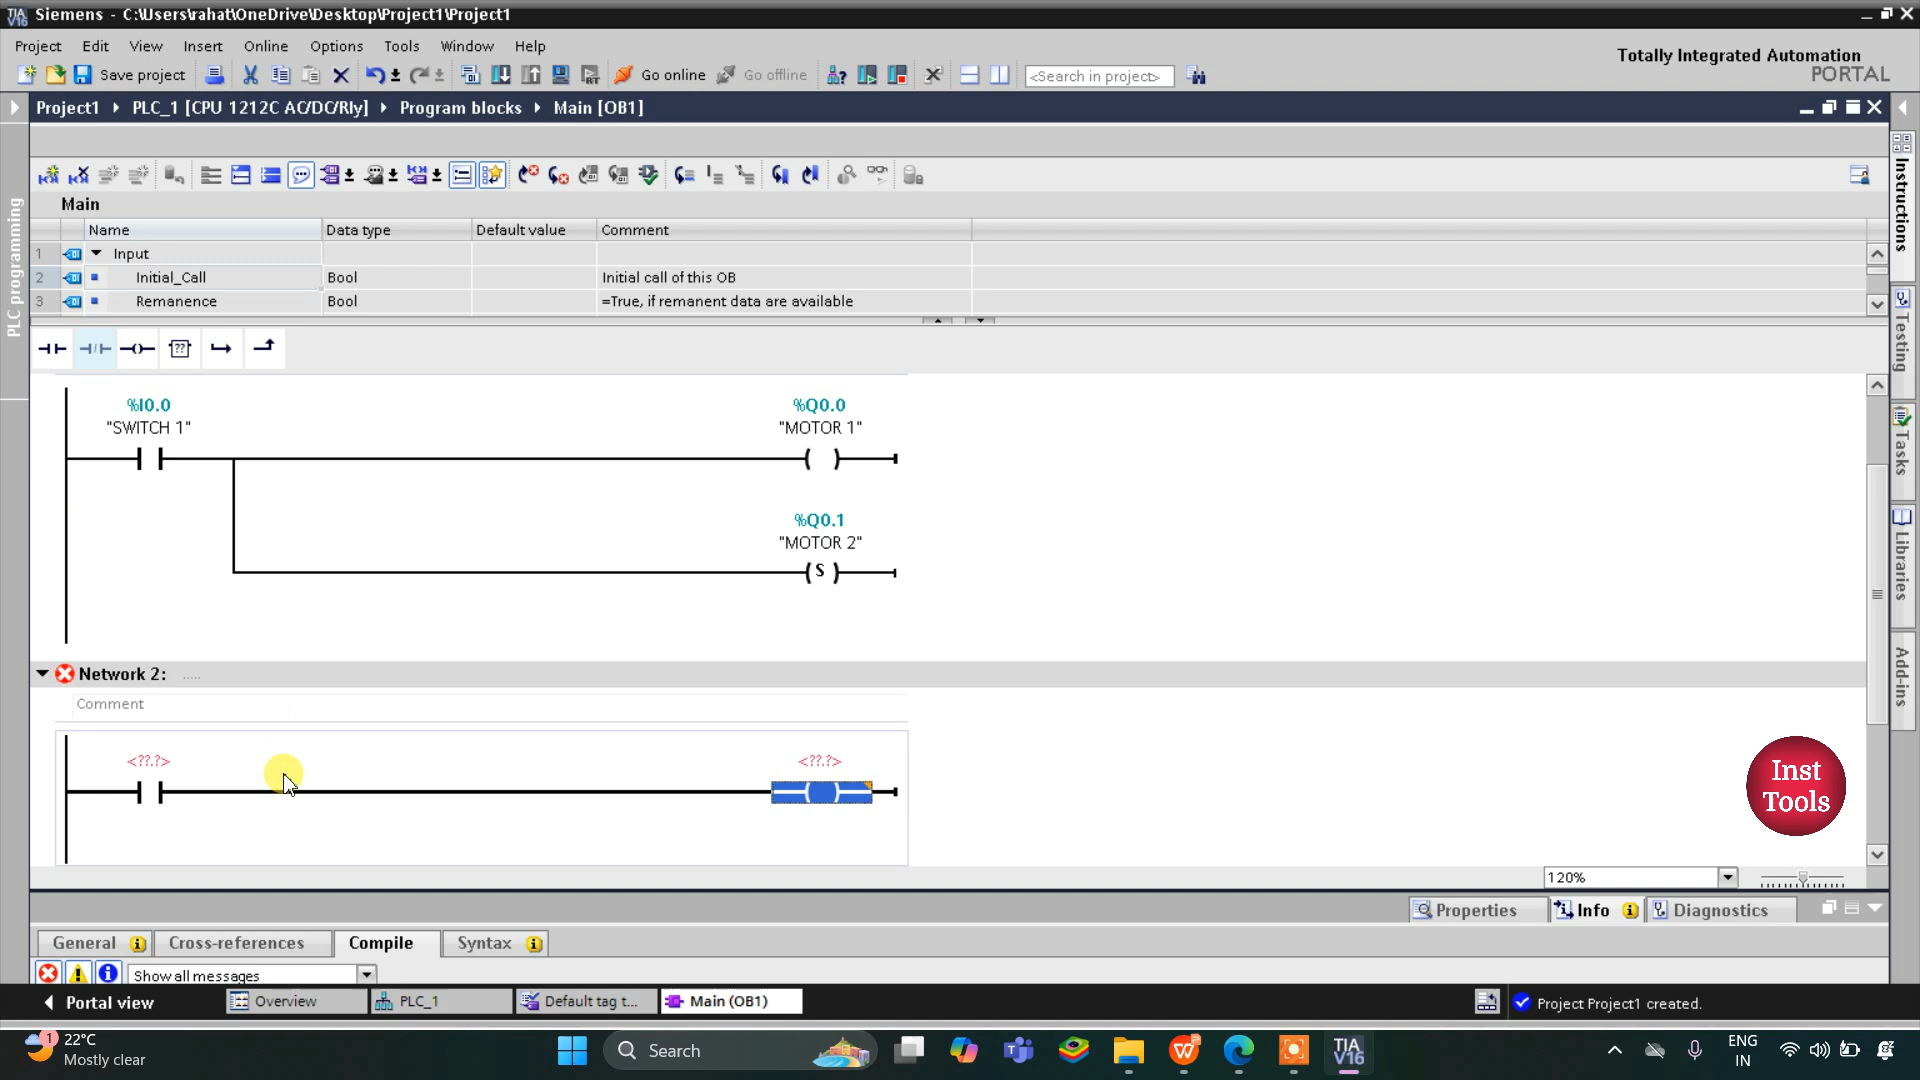 Siemens - C:\Users\rahat\OneDrive\Desktop\Project1\Project1
Project Edit View Insert Online Options Tools Window Help
Totally Integrated Automation
PORTAL
Save project
Go online
Go offline
<Search in project>
Project1 PLC_1 [CPU 1212C AC/DC/Rly] Program blocks Main [OB1]
PLC programming
Instructions
Testing
Tasks
Libraries
Add-ins
Main
Name Data type Default value Comment
1 Input
2 Initial_Call Bool Initial call of this OB
3 Remanence Bool =True, if remanent data are available
??
%I0.0
"SWITCH 1"
%Q0.0
"MOTOR 1"
%Q0.1
"MOTOR 2"
S
Network 2: .....
Comment
<??.?>
<??.?>
Inst
Tools
120%
Properties Info Diagnostics
General Cross-references Compile Syntax
Show all messages
Portal view Overview PLC_1 Default tag t... Main (OB1)
Project Project1 created.
1
22°C
Mostly clear
Search
TIA
V16
ENG
IN